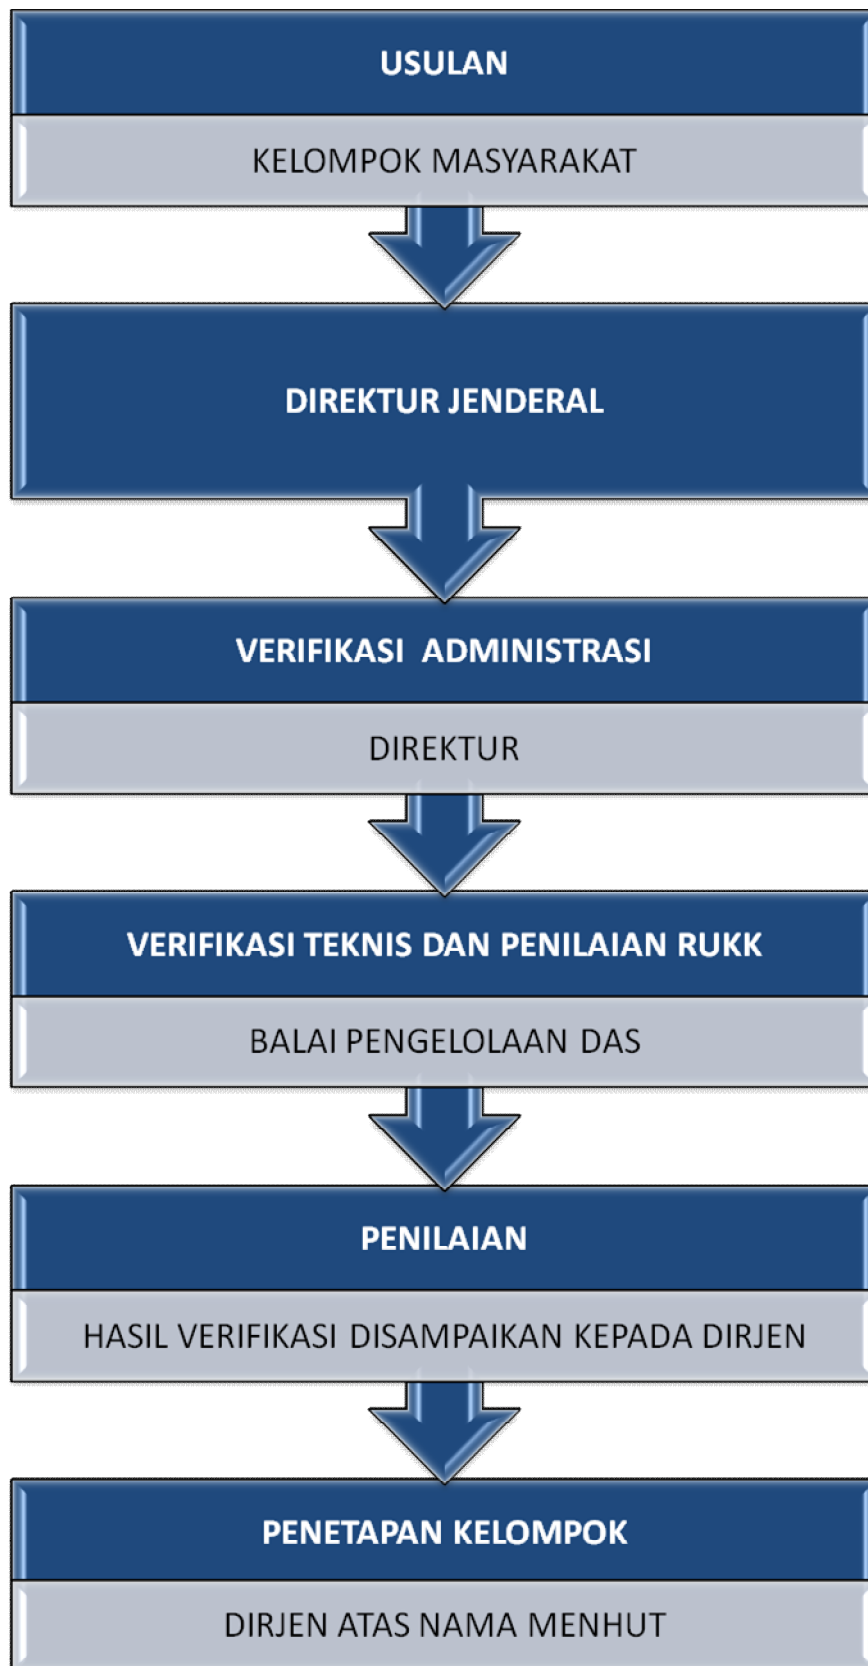 USULAN
KELOMPOK MASYARAKAT
DIREKTUR JENDERAL
VERIFIKASI ADMINISTRASI
DIREKTUR
VERIFIKASI TEKNIS DAN PENILAIAN RUKK
BALAI PENGELOLAAN DAS
PENILAIAN
HASIL VERIFIKASI DISAMPAIKAN KEPADA DIRJEN
PENETAPAN KELOMPOK
DIRJEN ATAS NAMA MENHUT